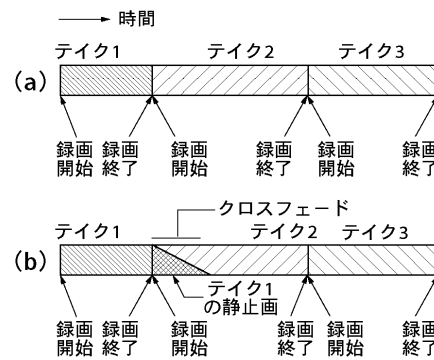 時間
テイク1 テイク2 テイク3
(a)
録画開始 録画終了 録画開始 録画終了 録画開始 録画終了
クロスフェード
テイク1 テイク2 テイク3
(b)
テイク1
の静止画
録画開始 録画終了 録画開始 録画終了 録画開始 録画終了